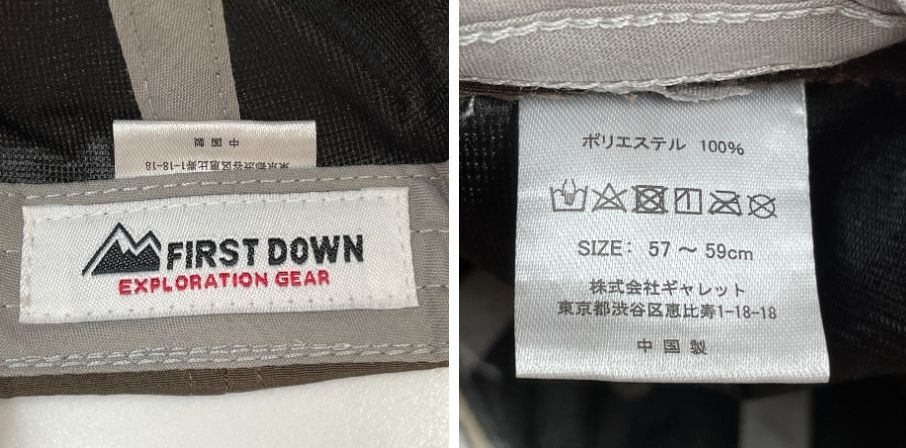 中国製
東京都渋谷区恵比寿1-18-18
FIRST DOWN
EXPLORATION GEAR
ポリエステル 100%
SIZE: 57 ～ 59cm
株式会社ギャレット
東京都渋谷区恵比寿1-18-18
中国製